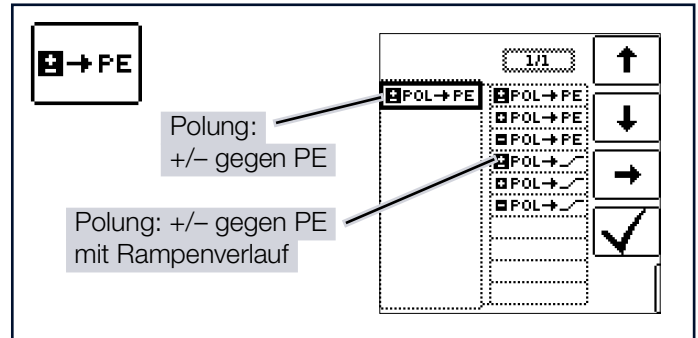 ±→PE
1/1
±POL→PE
±POL→PE
+POL→PE
-POL→PE
±POL→
+POL→
-POL→
Polung:
+/– gegen PE
Polung: +/– gegen PE
mit Rampenverlauf